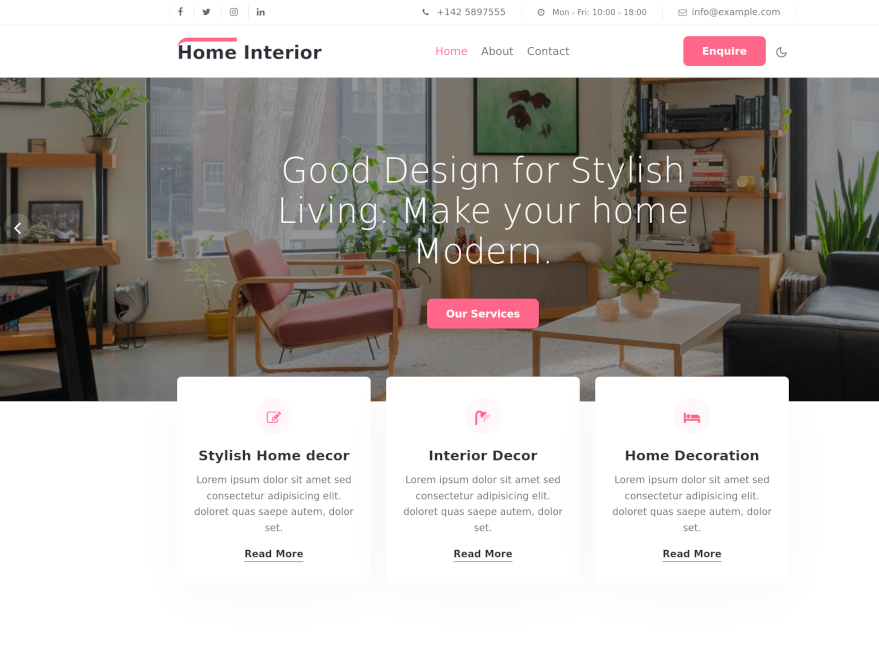 +142 5897555
Mon - Fri: 10:00 - 18:00
info@example.com
Home Interior
Home
About
Contact
Enquire
Good Design for Stylish
Living. Make your home
Modern.
Our Services
Stylish Home decor
Lorem ipsum dolor sit amet sed
consectetur adipisicing elit.
doloret quas saepe autem, dolor
set.
Read More
Interior Decor
Lorem ipsum dolor sit amet sed
consectetur adipisicing elit.
doloret quas saepe autem, dolor
set.
Read More
Home Decoration
Lorem ipsum dolor sit amet sed
consectetur adipisicing elit.
doloret quas saepe autem, dolor
set.
Read More